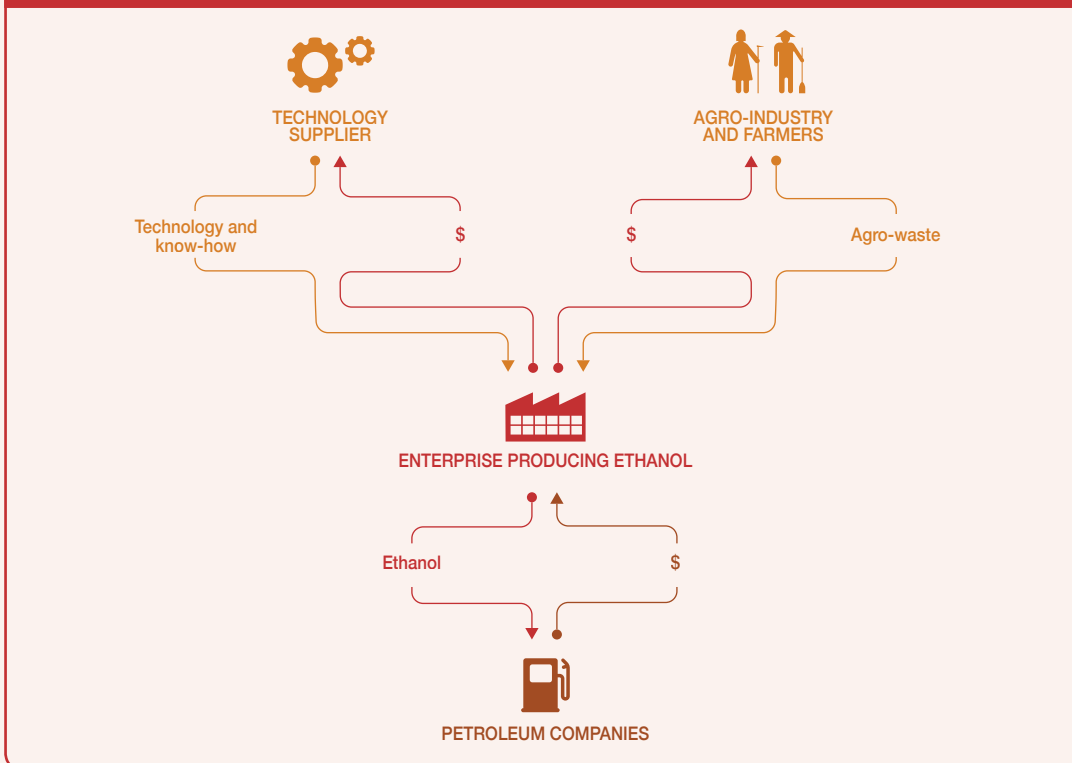 TECHNOLOGY
SUPPLIER
AGRO-INDUSTRY
AND FARMERS
Technology and
know-how
$
$
Agro-waste
ENTERPRISE PRODUCING ETHANOL
Ethanol
$
PETROLEUM COMPANIES